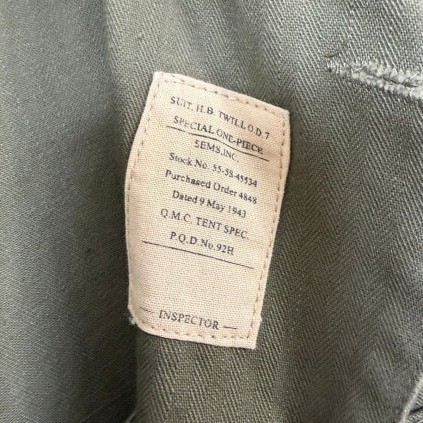 SUIT, H.B. TWILL O.D. 7
SPECIAL ONE-PIECE
SEMS, INC.
Stock No. 55-S8-45534
Purchased Order 4848
Dated 9 May 1943
Q.M.C. TENT SPEC.
P.Q.D No. 92H
INSPECTOR